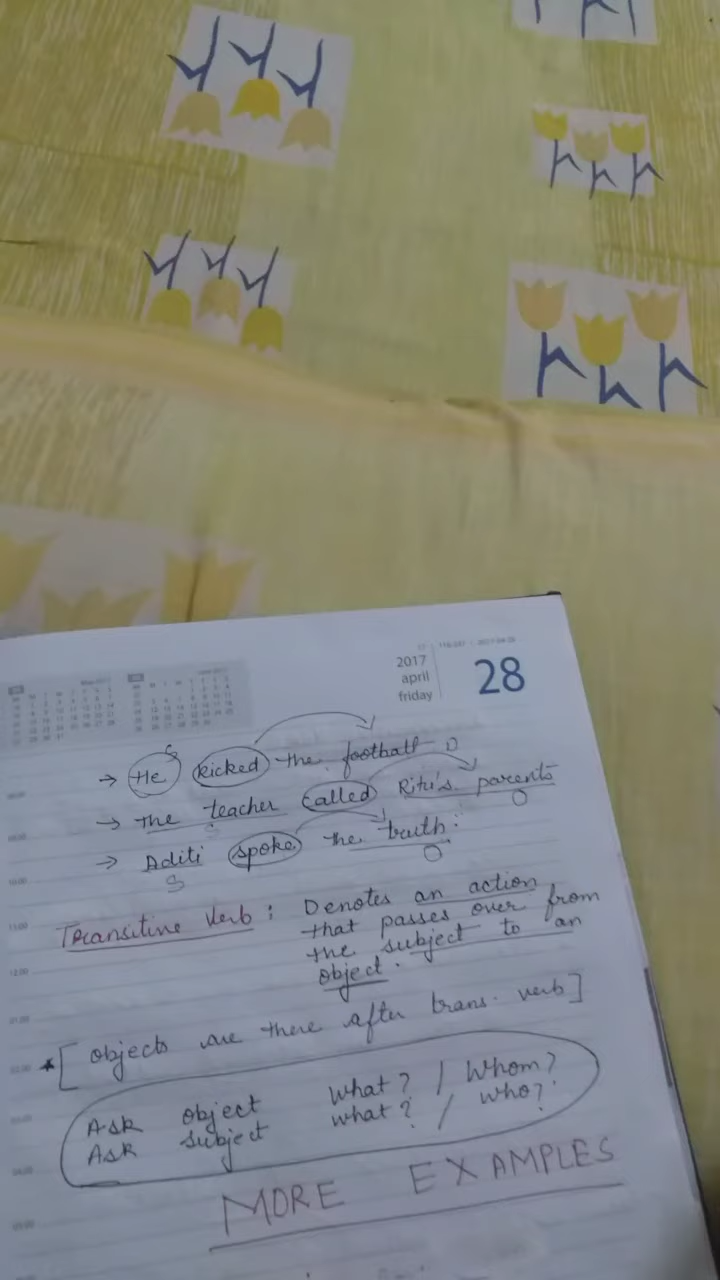 2017
april
friday
28
→ He kicked the football O
S
→ The teacher called Ritu's parents
S O
→ Aditi spoke the truth:
S O
Transitive Verb : Denotes an action
that passes over from
the subject to an
object.
* [ objects are there after trans. verb ]
Ask object what? / Whom?
Ask subject what? / who?
MORE EXAMPLES